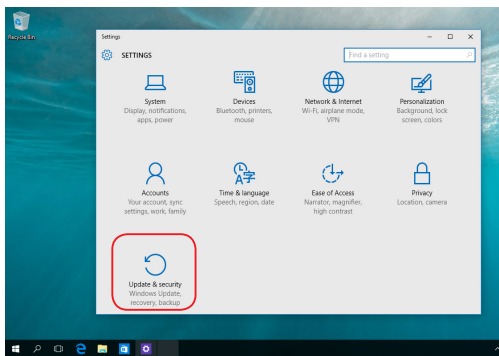 Recycle Bin
Settings
SETTINGS
Find a setting
System
Display, notifications,
apps, power
Devices
Bluetooth, printers,
mouse
Network & Internet
Wi-Fi, airplane mode,
VPN
Personalization
Background, lock
screen, colors
Accounts
Your account, sync
settings, work, family
Time & language
Speech, region, date
Ease of Access
Narrator, magnifier,
high contrast
Privacy
Location, camera
Update & security
Windows Update,
recovery, backup